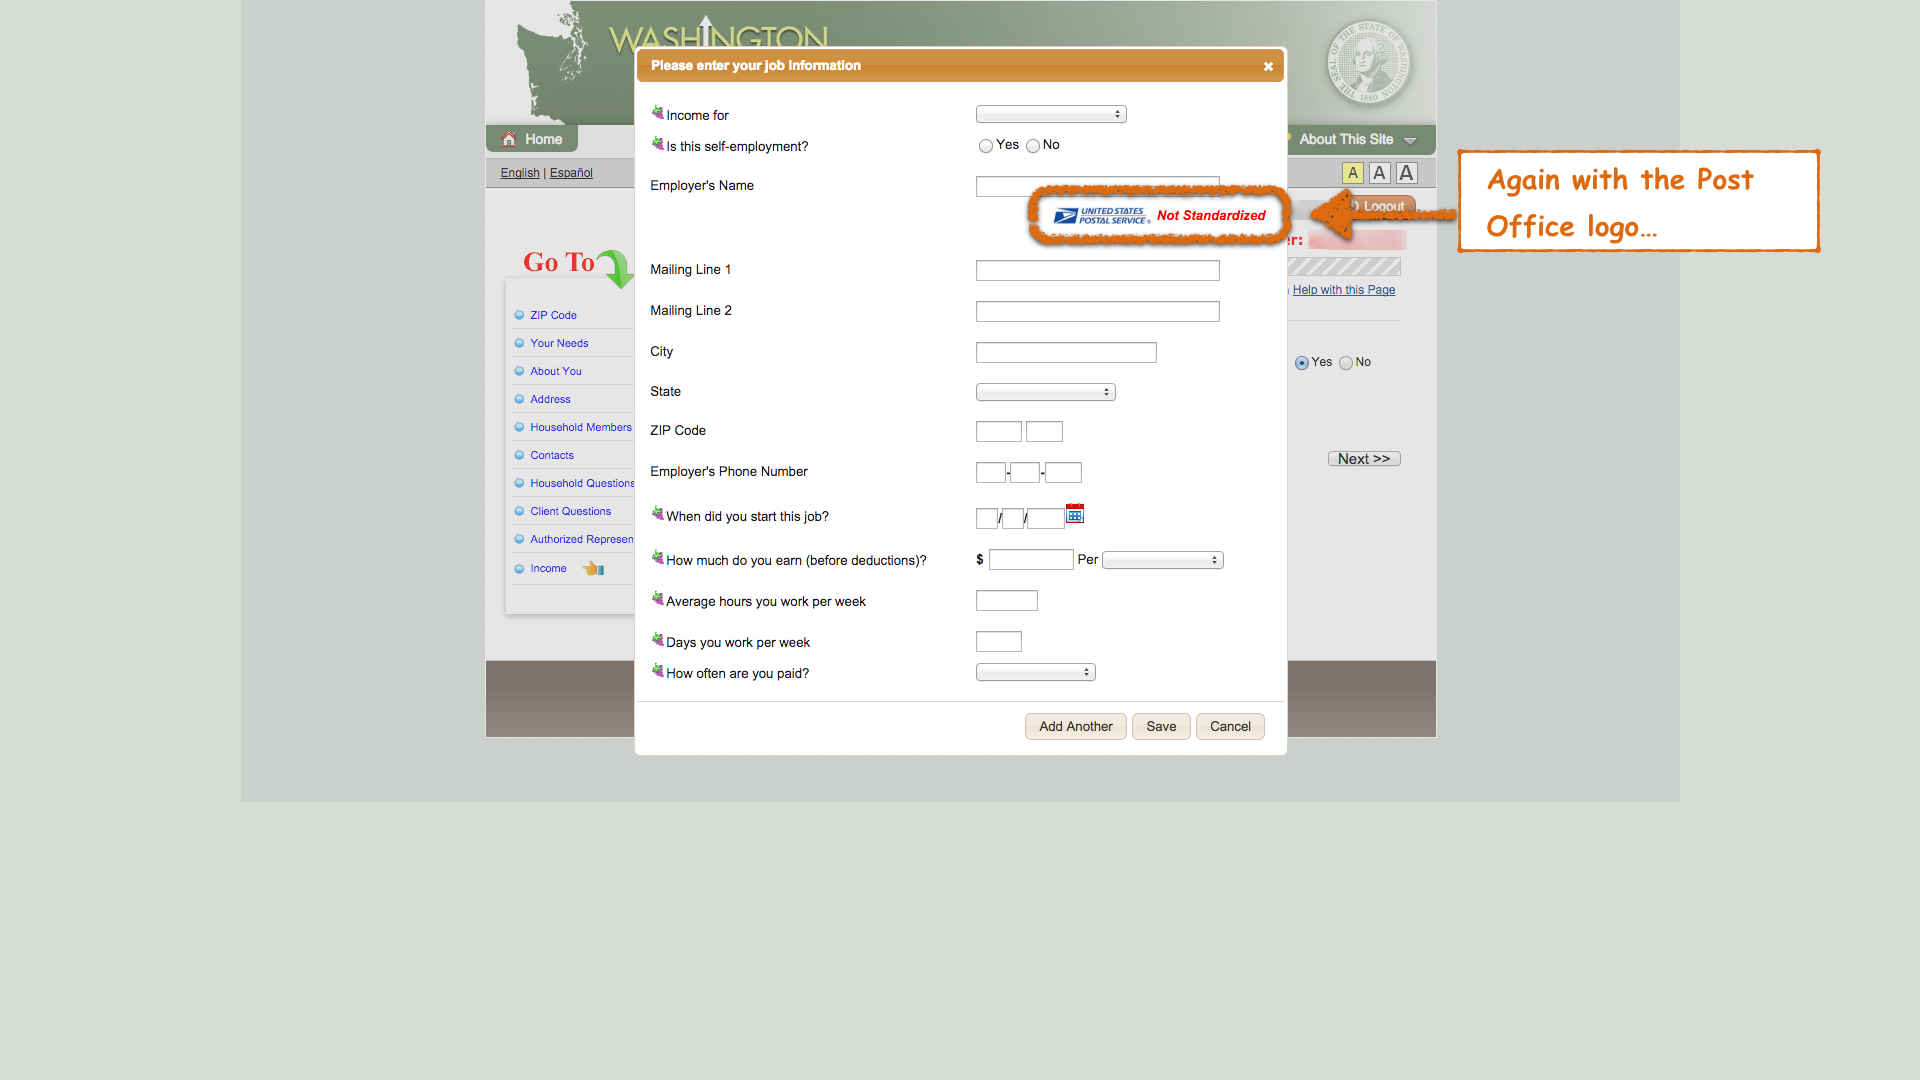 WASHINGTON
Please enter your job information
Income for
Is this self-employment? Yes No
Home
About This Site
English | Español
A A A
Employer's Name
UNITED STATES
POSTAL SERVICE
Not Standardized
Logout
Again with the Post
Office logo...
er:
Go To
Mailing Line 1
Help with this Page
Mailing Line 2
ZIP Code
Your Needs
About You
Address
Household Members
Contacts
Household Questions
Client Questions
Authorized Represen
Income
City
Yes No
State
ZIP Code
Employer's Phone Number - -
Next >>
When did you start this job? / /
How much do you earn (before deductions)? $ Per
Average hours you work per week
Days you work per week
How often are you paid?
Add Another Save Cancel
THE SEAL OF THE STATE OF WASHINGTON
1889